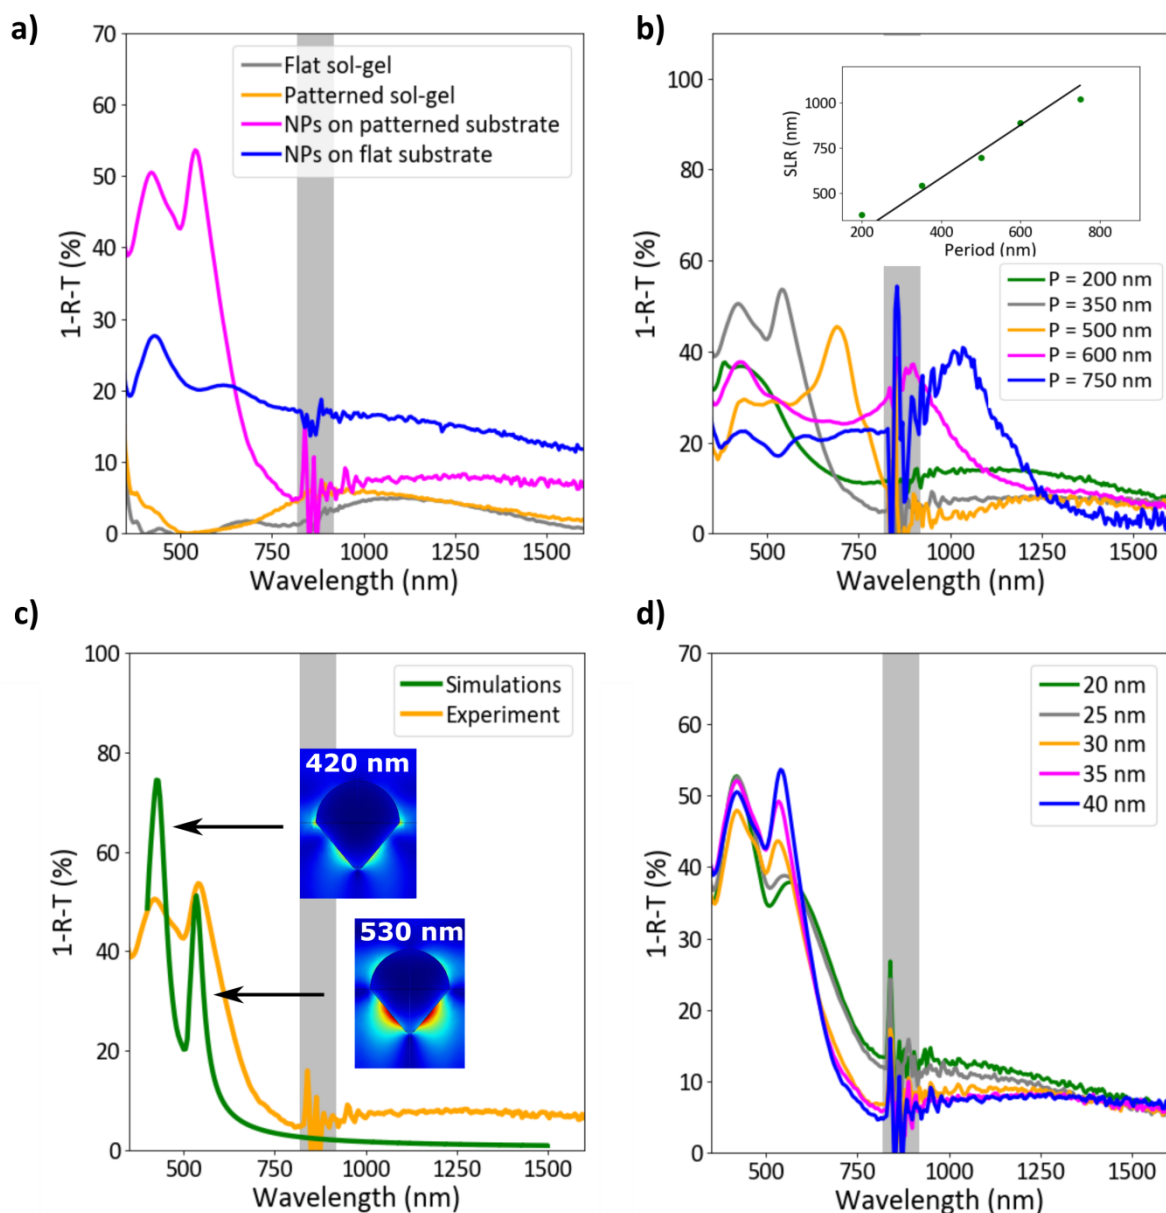 a)
70
60
50
40
30
20
10
0
1-R-T (%)
Flat sol-gel
Patterned sol-gel
NPs on patterned substrate
NPs on flat substrate
500
750
1000
1250
1500
Wavelength (nm)
b)
100
80
60
40
20
0
1-R-T (%)
1000
750
500
SLR (nm)
200
400
600
800
Period (nm)
P = 200 nm
P = 350 nm
P = 500 nm
P = 600 nm
P = 750 nm
500
750
1000
1250
1500
Wavelength (nm)
c)
100
80
60
40
20
0
1-R-T (%)
Simulations
Experiment
420 nm
530 nm
500
750
1000
1250
1500
Wavelength (nm)
d)
70
60
50
40
30
20
10
0
1-R-T (%)
20 nm
25 nm
30 nm
35 nm
40 nm
500
750
1000
1250
1500
Wavelength (nm)